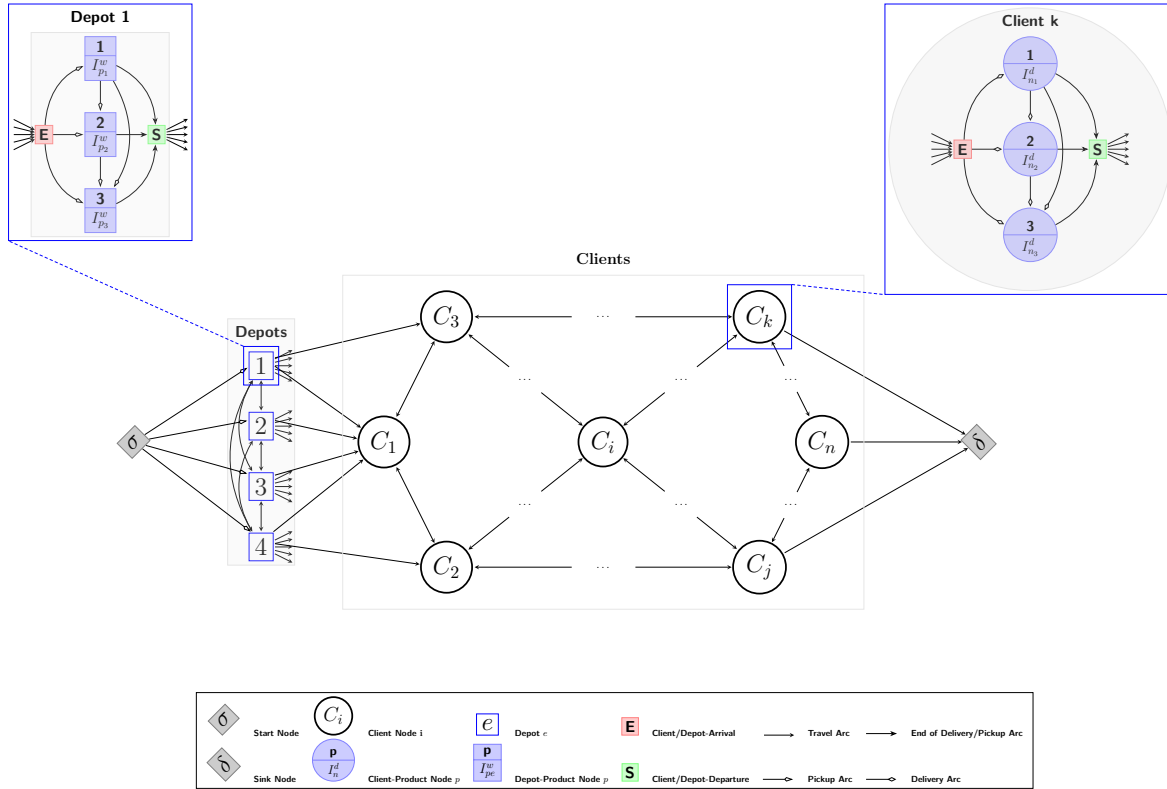 Depot 1
1
I^w_{p_1}
2
I^w_{p_2}
3
I^w_{p_3}
E
S
Client k
1
I^d_{n_1}
2
I^d_{n_2}
3
I^d_{n_3}
E
S
Clients
Depots
σ
1
2
3
4
C_1
C_3
C_2
C_i
C_k
C_n
C_j
...
...
...
...
...
...
...
...
δ
σ Start Node
C_i Client Node i
e Depot e
E Client/Depot-Arrival
Travel Arc
End of Delivery/Pickup Arc
δ Sink Node
p
I^d_n
Client-Product Node p
p
I^w_{pe}
Depot-Product Node p
S Client/Depot-Departure
Pickup Arc
Delivery Arc